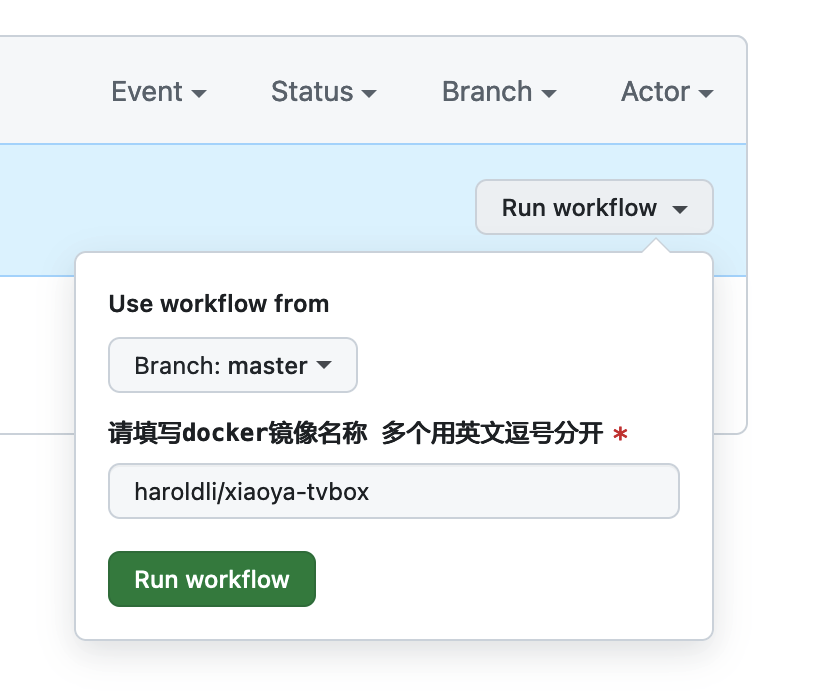 Event Status Branch Actor
Run workflow
Use workflow from
Branch: master
请填写docker镜像名称 多个用英文逗号分开 *
haroldli/xiaoya-tvbox
Run workflow